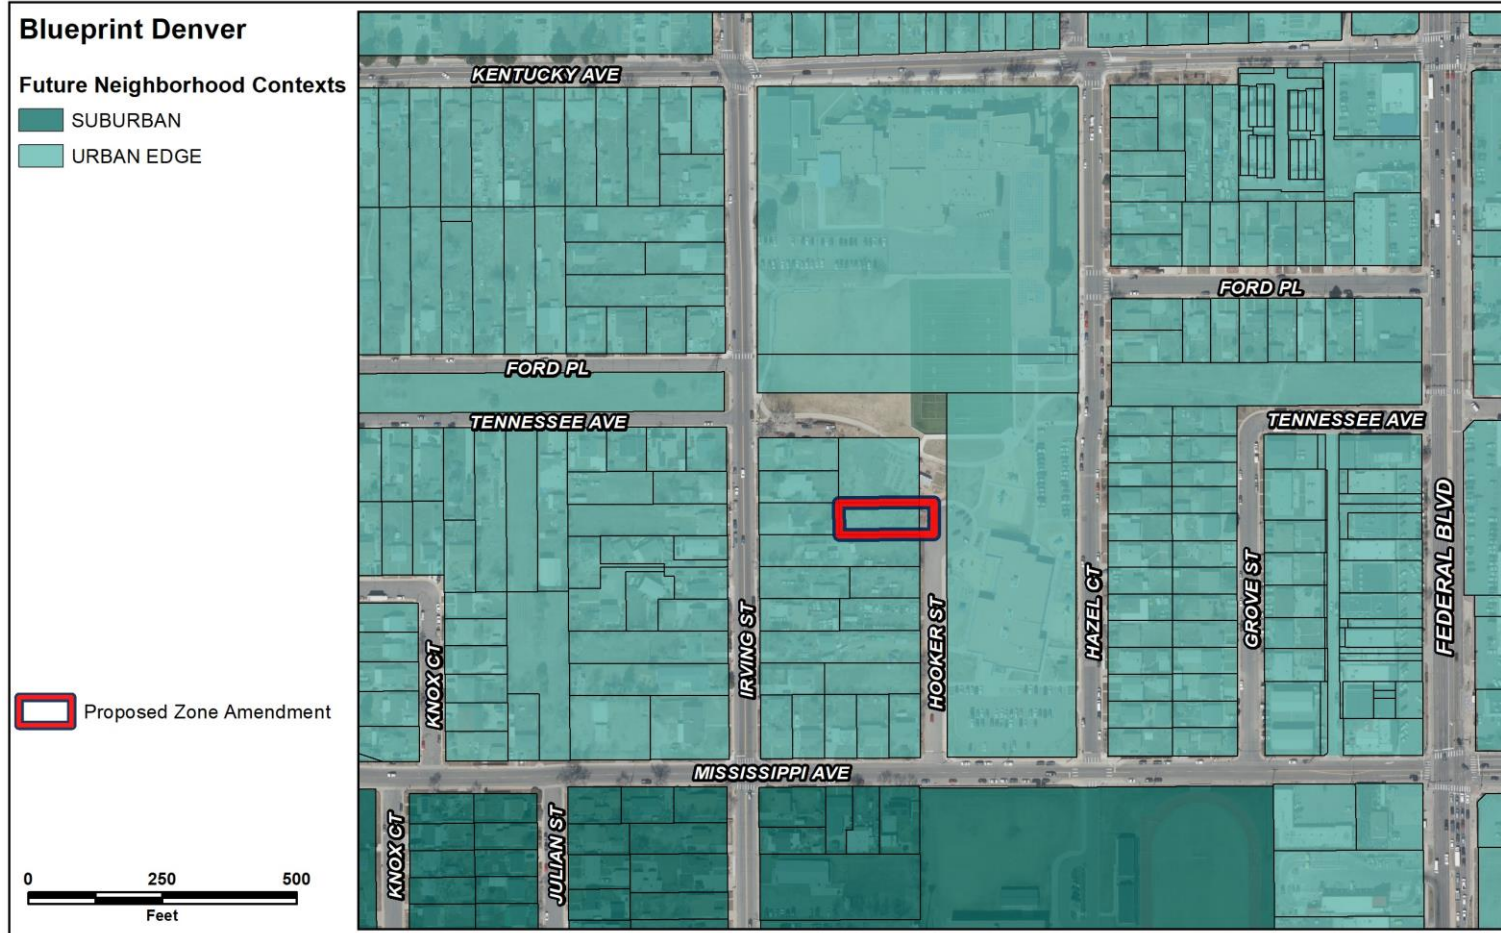 Blueprint Denver
Future Neighborhood Contexts
SUBURBAN
URBAN EDGE
Proposed Zone Amendment
0 250 500
Feet
KENTUCKY AVE
FORD PL
FORD PL
TENNESSEE AVE
TENNESSEE AVE
KNOX CT
IRVING ST
HOOKER ST
HAZEL CT
GROVE ST
FEDERAL BLVD
MISSISSIPPI AVE
KNOX CT
JULIAN ST